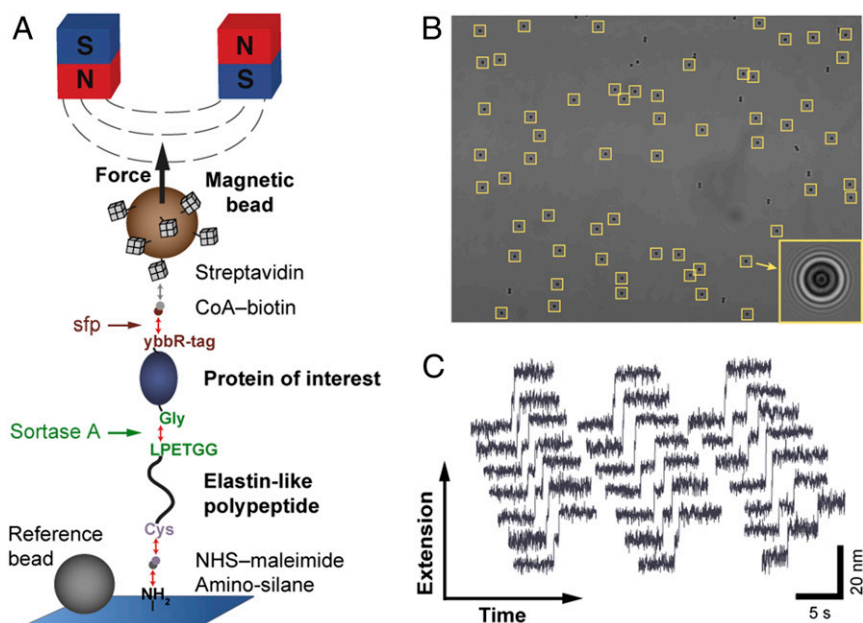 A
S
N
N
S
Force
Magnetic
bead
Streptavidin
CoA–biotin
sfp
ybbR-tag
Protein of interest
Gly
Sortase A
LPETGG
Elastin-like
polypeptide
Cys
Reference
bead
NHS–maleimide
Amino-silane
NH2
B
C
Extension
Time
20 nm
5 s